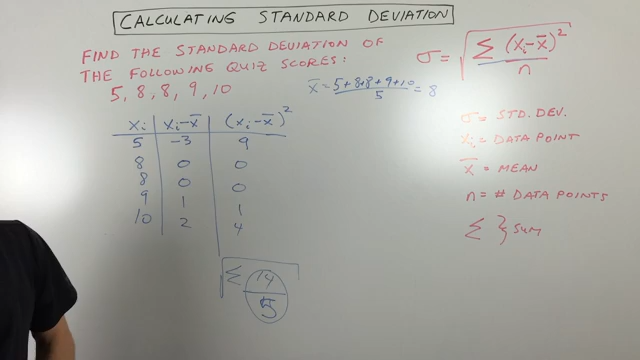 CALCULATING STANDARD DEVIATION
FIND THE STANDARD DEVIATION OF
THE FOLLOWING QUIZ SCORES:
5, 8, 8, 9, 10
σ = √(Σ (xi - x̄)² / n)
x̄ = 5+8+8+9+10 / 5 = 8
xi | xi - x̄ | (xi - x̄)²
5 | -3 | 9
8 | 0 | 0
8 | 0 | 0
9 | 1 | 1
10 | 2 | 4
√(Σ 14 / 5)
σ = STD. DEV.
xi = DATA POINT
x̄ = MEAN
n = # DATA POINTS
Σ } SUM